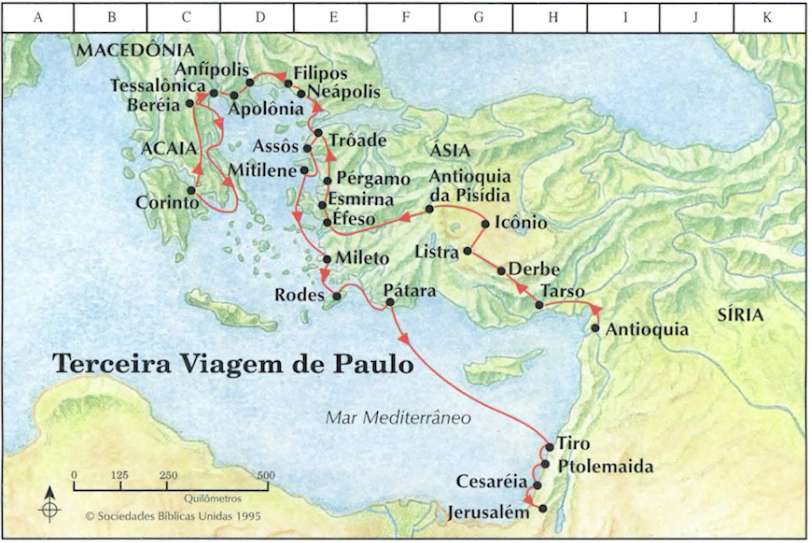 A B C D E F G H I J K
MACEDÔNIA
Anfípolis
Filipos
Tessalônica
Neápolis
Beréia
Apolônia
Trôade
ACAIA
Assôs
ÁSIA
Mitilene
Pérgamo
Antioquia
da Pisídia
Corinto
Esmirna
Éfeso
Icônio
Listra
Mileto
Derbe
Rodes
Pátara
Tarso
SÍRIA
Antioquia
Terceira Viagem de Paulo
Mar Mediterrâneo
Tiro
Ptolemaida
Cesaréia
Jerusalém
0 125 250 500
Quilômetros
© Sociedades Bíblicas Unidas 1995